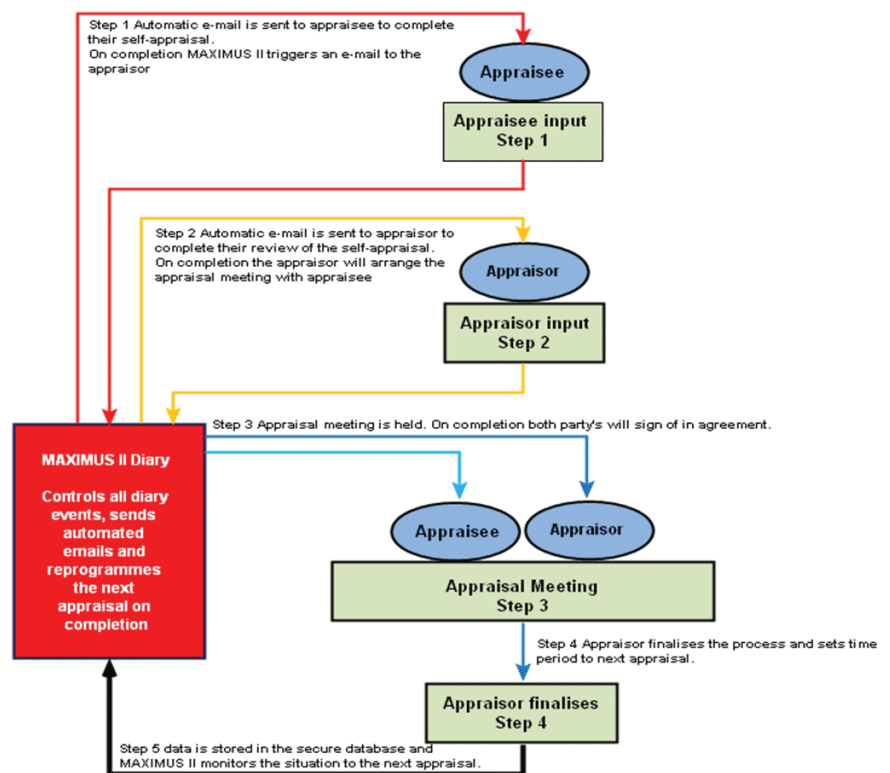 Step 1 Automatic e-mail is sent to appraisee to complete
their self-appraisal.
On completion MAXIMUS II triggers an e-mail to the
appraisor
Appraisee
Appraisee input
Step 1
Step 2 Automatic e-mail is sent to appraisor to
complete their review of the self-appraisal.
On completion the appraisor will arrange the
appraisal meeting with appraisee
Appraisor
Appraisor input
Step 2
Step 3 Appraisal meeting is held. On completion both party's will sign of in agreement.
MAXIMUS II Diary
Controls all diary
events, sends
automated
emails and
reprogrammes
the next
appraisal on
completion
Appraisee
Appraisor
Appraisal Meeting
Step 3
Step 4 Appraisor finalises the process and sets time
period to next appraisal.
Appraisor finalises
Step 4
Step 5 data is stored in the secure database and
MAXIMUS II monitors the situation to the next appraisal.